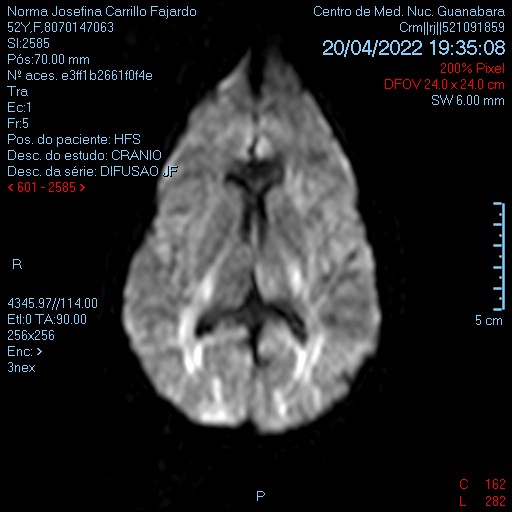 Norma Josefina Carrillo Fajardo
52Y,F,8070147063
SI:2585
Pós:70.00 mm
Nº aces. e3ff1b2661f0f4e
Tra
Ec:1
Fr:5
Pos. do paciente: HFS
Desc. do estudo: CRANIO
Desc. da série: DIFUSAO JF
< 601 - 2585 >
Centro de Med. Nuc. Guanabara
Crm||rj||521091859
20/04/2022 19:35:08
200% Pixel
DFOV 24.0 x 24.0 cm
SW 6.00 mm
R
5 cm
4345.97//114.00
Etl:0 TA:90.00
256x256
Enc: >
3nex
P
C 162
L 282